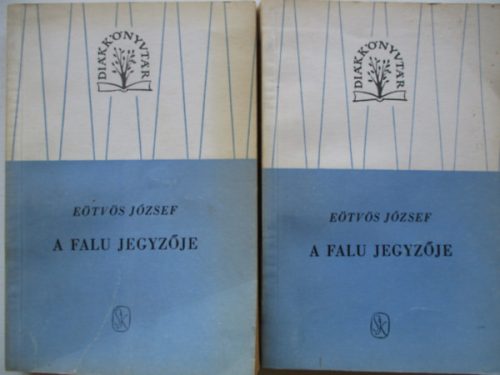 DIÁKKÖNYVTÁR
EÖTVÖS JÓZSEF
A FALU JEGYZŐJE
DIÁKKÖNYVTÁR
EÖTVÖS JÓZSEF
A FALU JEGYZŐJE